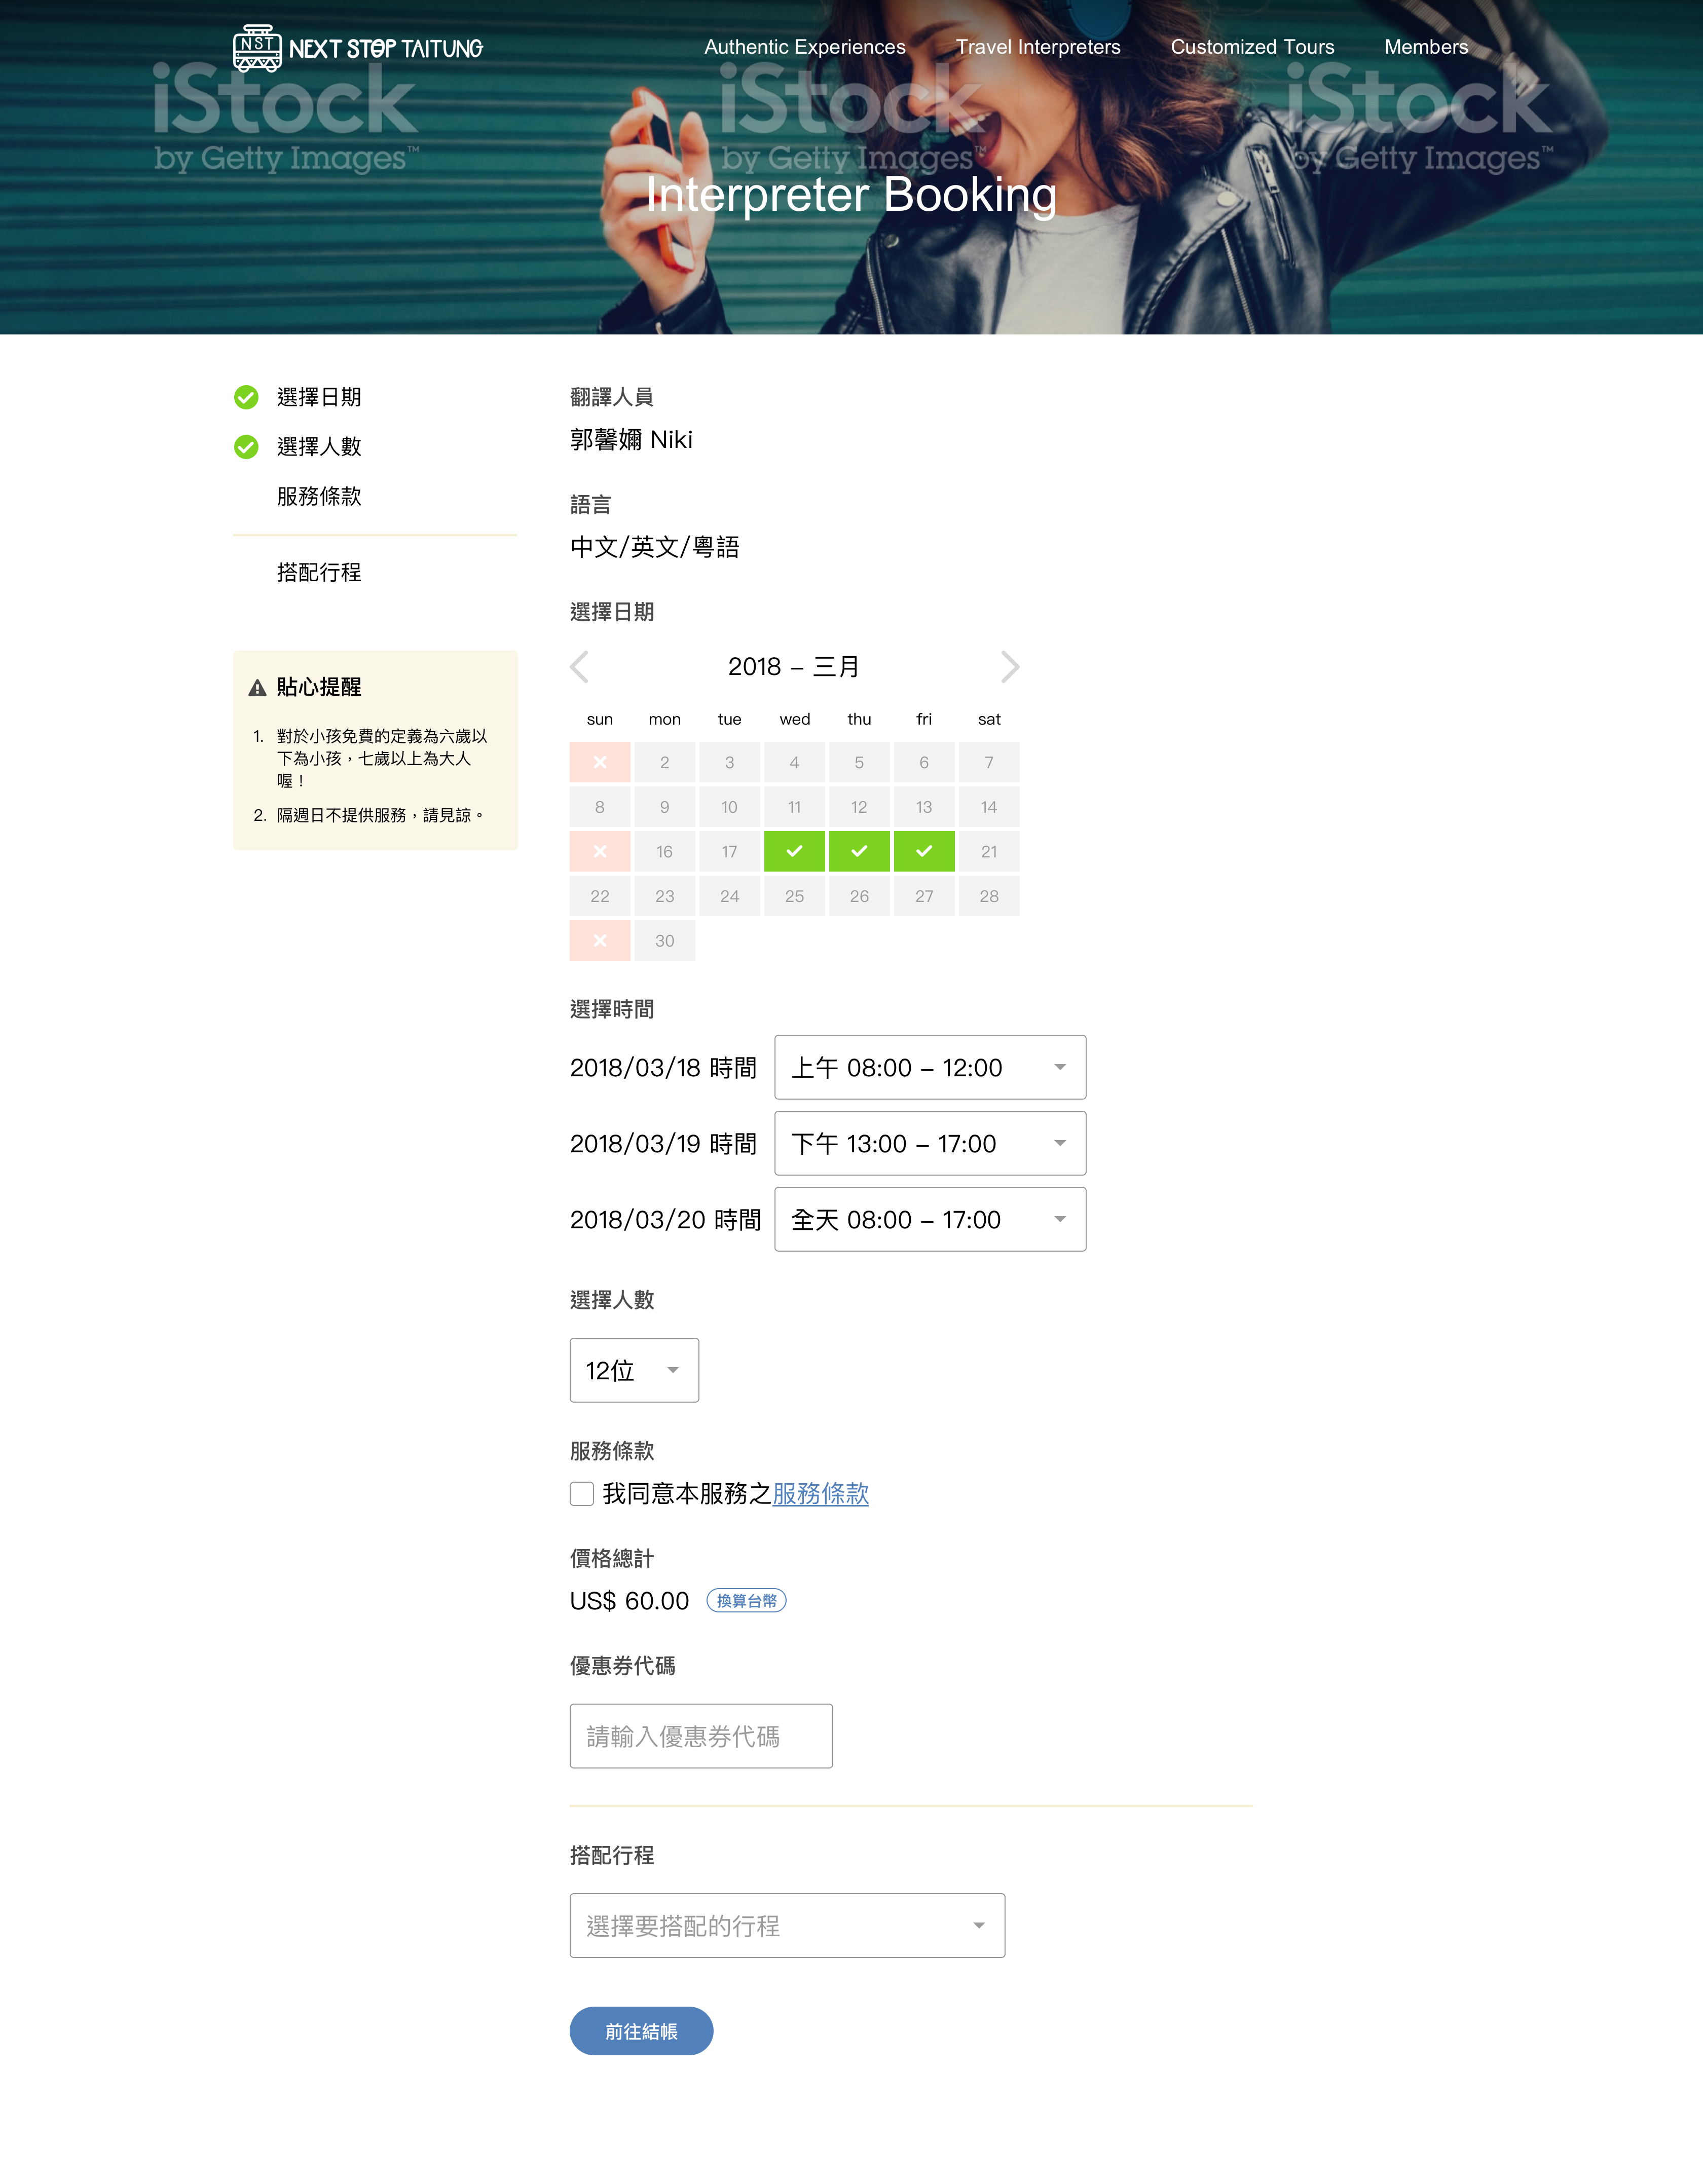 NST NEXT STOP TAITUNG
Authentic Experiences Travel Interpreters Customized Tours Members
iStock iStock iStock
by Getty Images™ by Getty Images™ by Getty Images™
Interpreter Booking
選擇日期
選擇人數
服務條款
搭配行程
貼心提醒
1. 對於小孩免費的定義為六歲以
下為小孩，七歲以上為大人
喔！
2. 隔週日不提供服務，請見諒。
翻譯人員
郭馨嬭 Niki
語言
中文/英文/粵語
選擇日期
2018 – 三月
sun mon tue wed thu fri sat
2 3 4 5 6 7
8 9 10 11 12 13 14
16 17 21
22 23 24 25 26 27 28
30
選擇時間
2018/03/18 時間 上午 08:00 – 12:00
2018/03/19 時間 下午 13:00 – 17:00
2018/03/20 時間 全天 08:00 – 17:00
選擇人數
12位
服務條款
我同意本服務之服務條款
價格總計
US$ 60.00 換算台幣
優惠券代碼
請輸入優惠券代碼
搭配行程
選擇要搭配的行程
前往結帳